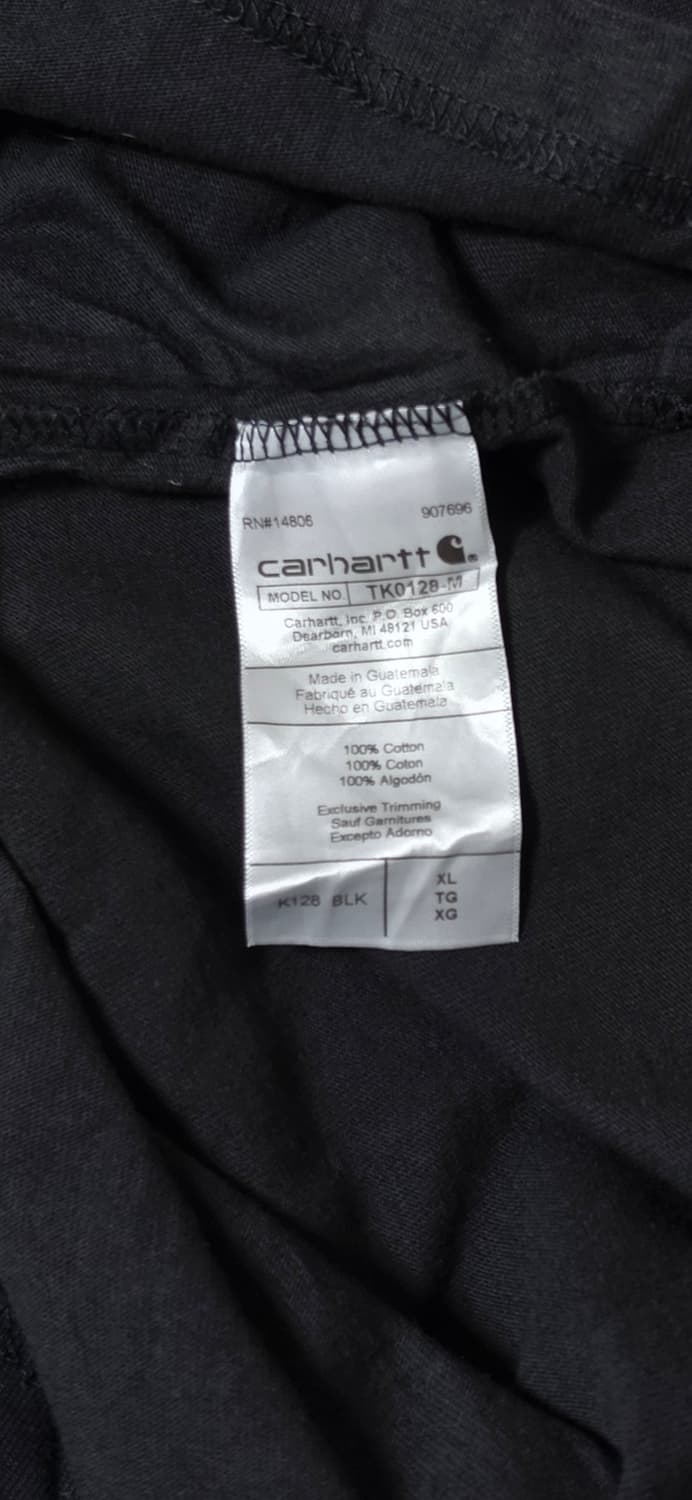 RN#14806 907696
carhartt
MODEL NO. TK0128-M
Carhartt, Inc. P.O. Box 600
Dearborn, MI 48121 USA
carhartt.com
Made in Guatemala
Fabriqué au Guatemala
Hecho en Guatemala
100% Cotton
100% Coton
100% Algodón
Exclusive Trimming
Sauf Garnitures
Excepto Adorno
K128 BLK
XL
TG
XG